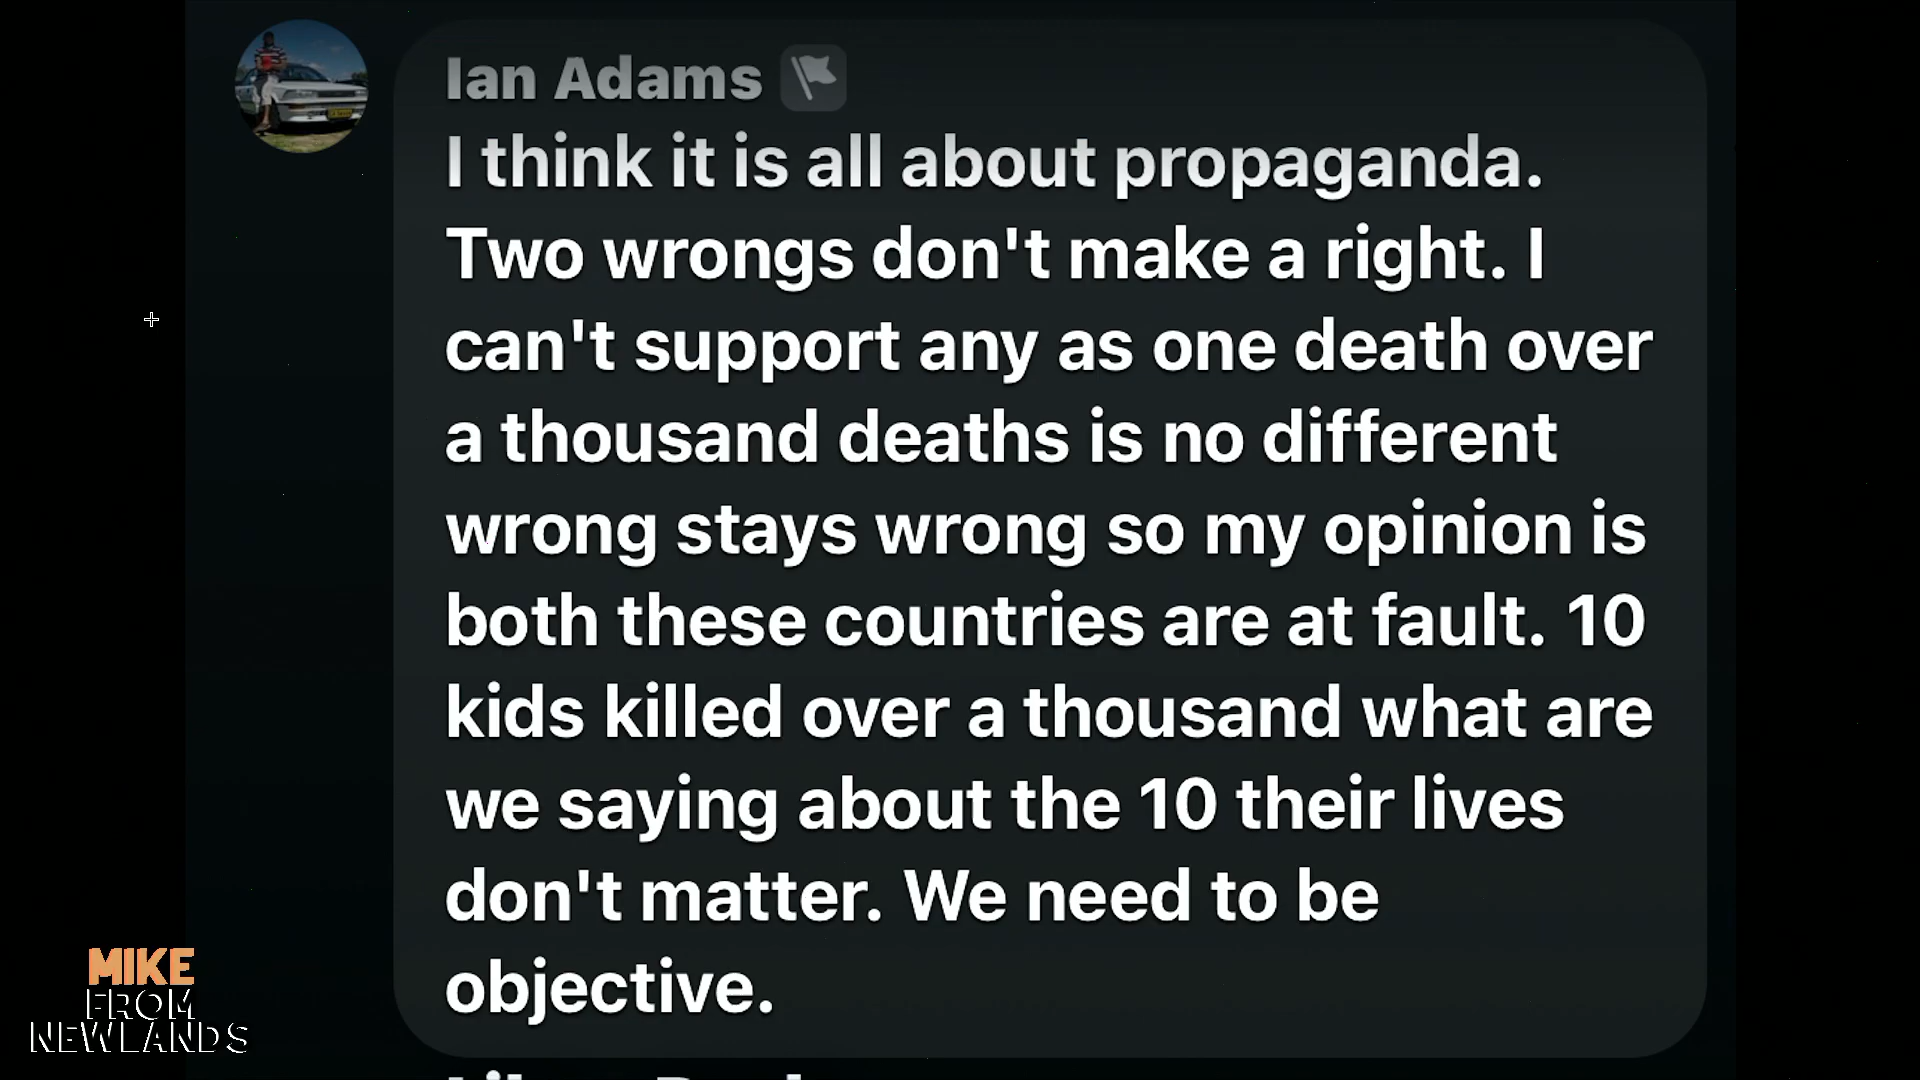 Ian Adams
I think it is all about propaganda.
Two wrongs don't make a right. I
can't support any as one death over
a thousand deaths is no different
wrong stays wrong so my opinion is
both these countries are at fault. 10
kids killed over a thousand what are
we saying about the 10 their lives
don't matter. We need to be
objective.
MIKE
FROM
NEWLANDS